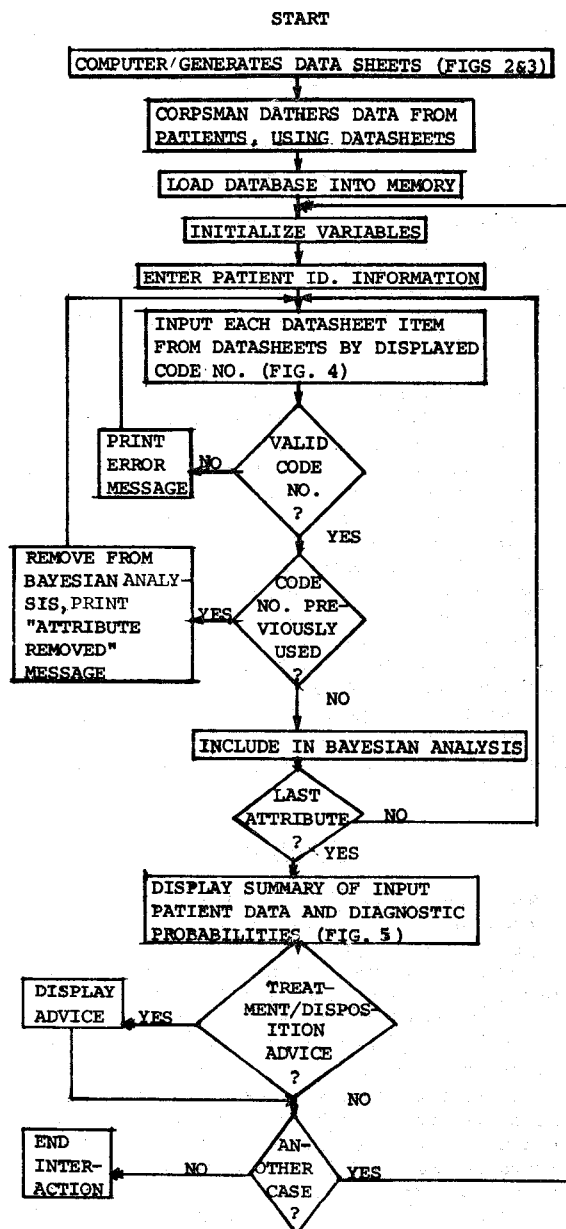 START
COMPUTER/GENERATES DATA SHEETS (FIGS 2&3)
CORPSMAN DATHERS DATA FROM
PATIENTS, USING DATASHEETS
LOAD DATABASE INTO MEMORY
INITIALIZE VARIABLES
ENTER PATIENT ID. INFORMATION
INPUT EACH DATASHEET ITEM
FROM DATASHEETS BY DISPLAYED
CODE NO. (FIG. 4)
PRINT
ERROR
MESSAGE
NO
VALID
CODE
NO.
?
YES
REMOVE FROM
BAYESIAN ANALY-
SIS, PRINT
"ATTRIBUTE
REMOVED"
MESSAGE
YES
CODE
NO. PRE-
VIOUSLY
USED
?
NO
INCLUDE IN BAYESIAN ANALYSIS
LAST
ATTRIBUTE
?
NO
YES
DISPLAY SUMMARY OF INPUT
PATIENT DATA AND DIAGNOSTIC
PROBABILITIES (FIG. 5)
DISPLAY
ADVICE
YES
TREAT-
MENT/DISPOS-
ITION
ADVICE
?
NO
END
INTER-
ACTION
NO
AN-
OTHER
CASE
?
YES